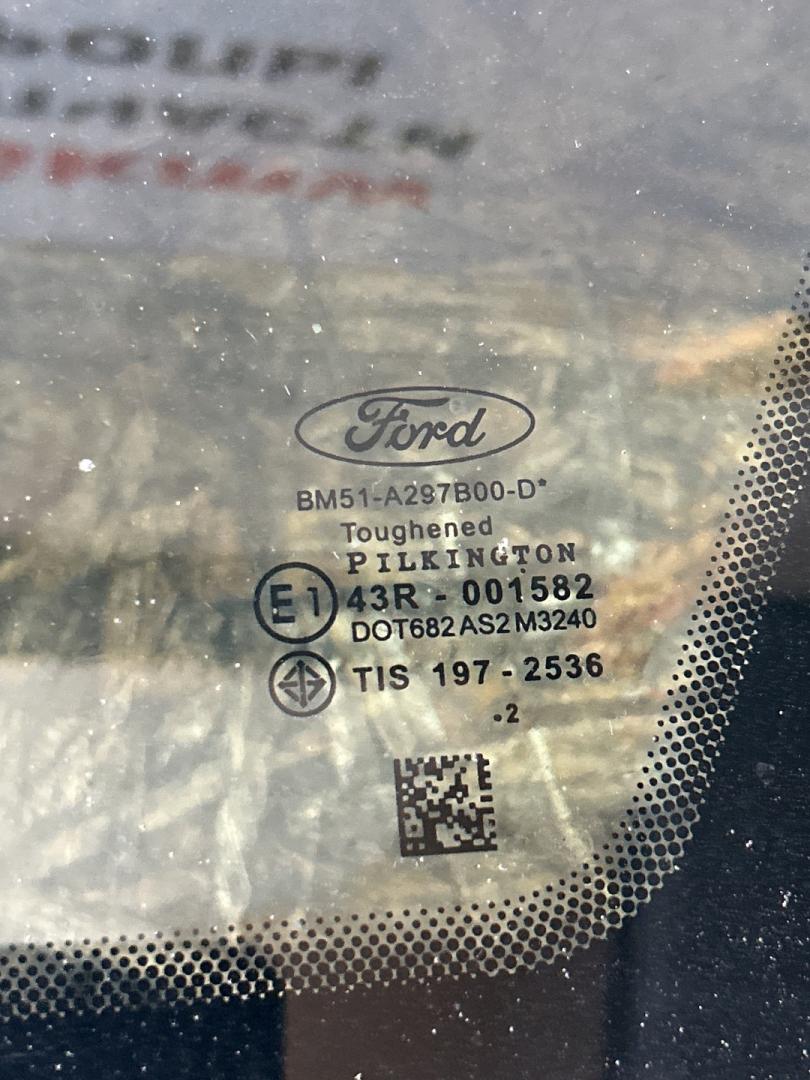 Ford
BM51-A297B00-D*
Toughened
PILKINGTON
E1 43R - 001582
DOT682 AS2 M3240
TIS 197 - 2536
.2